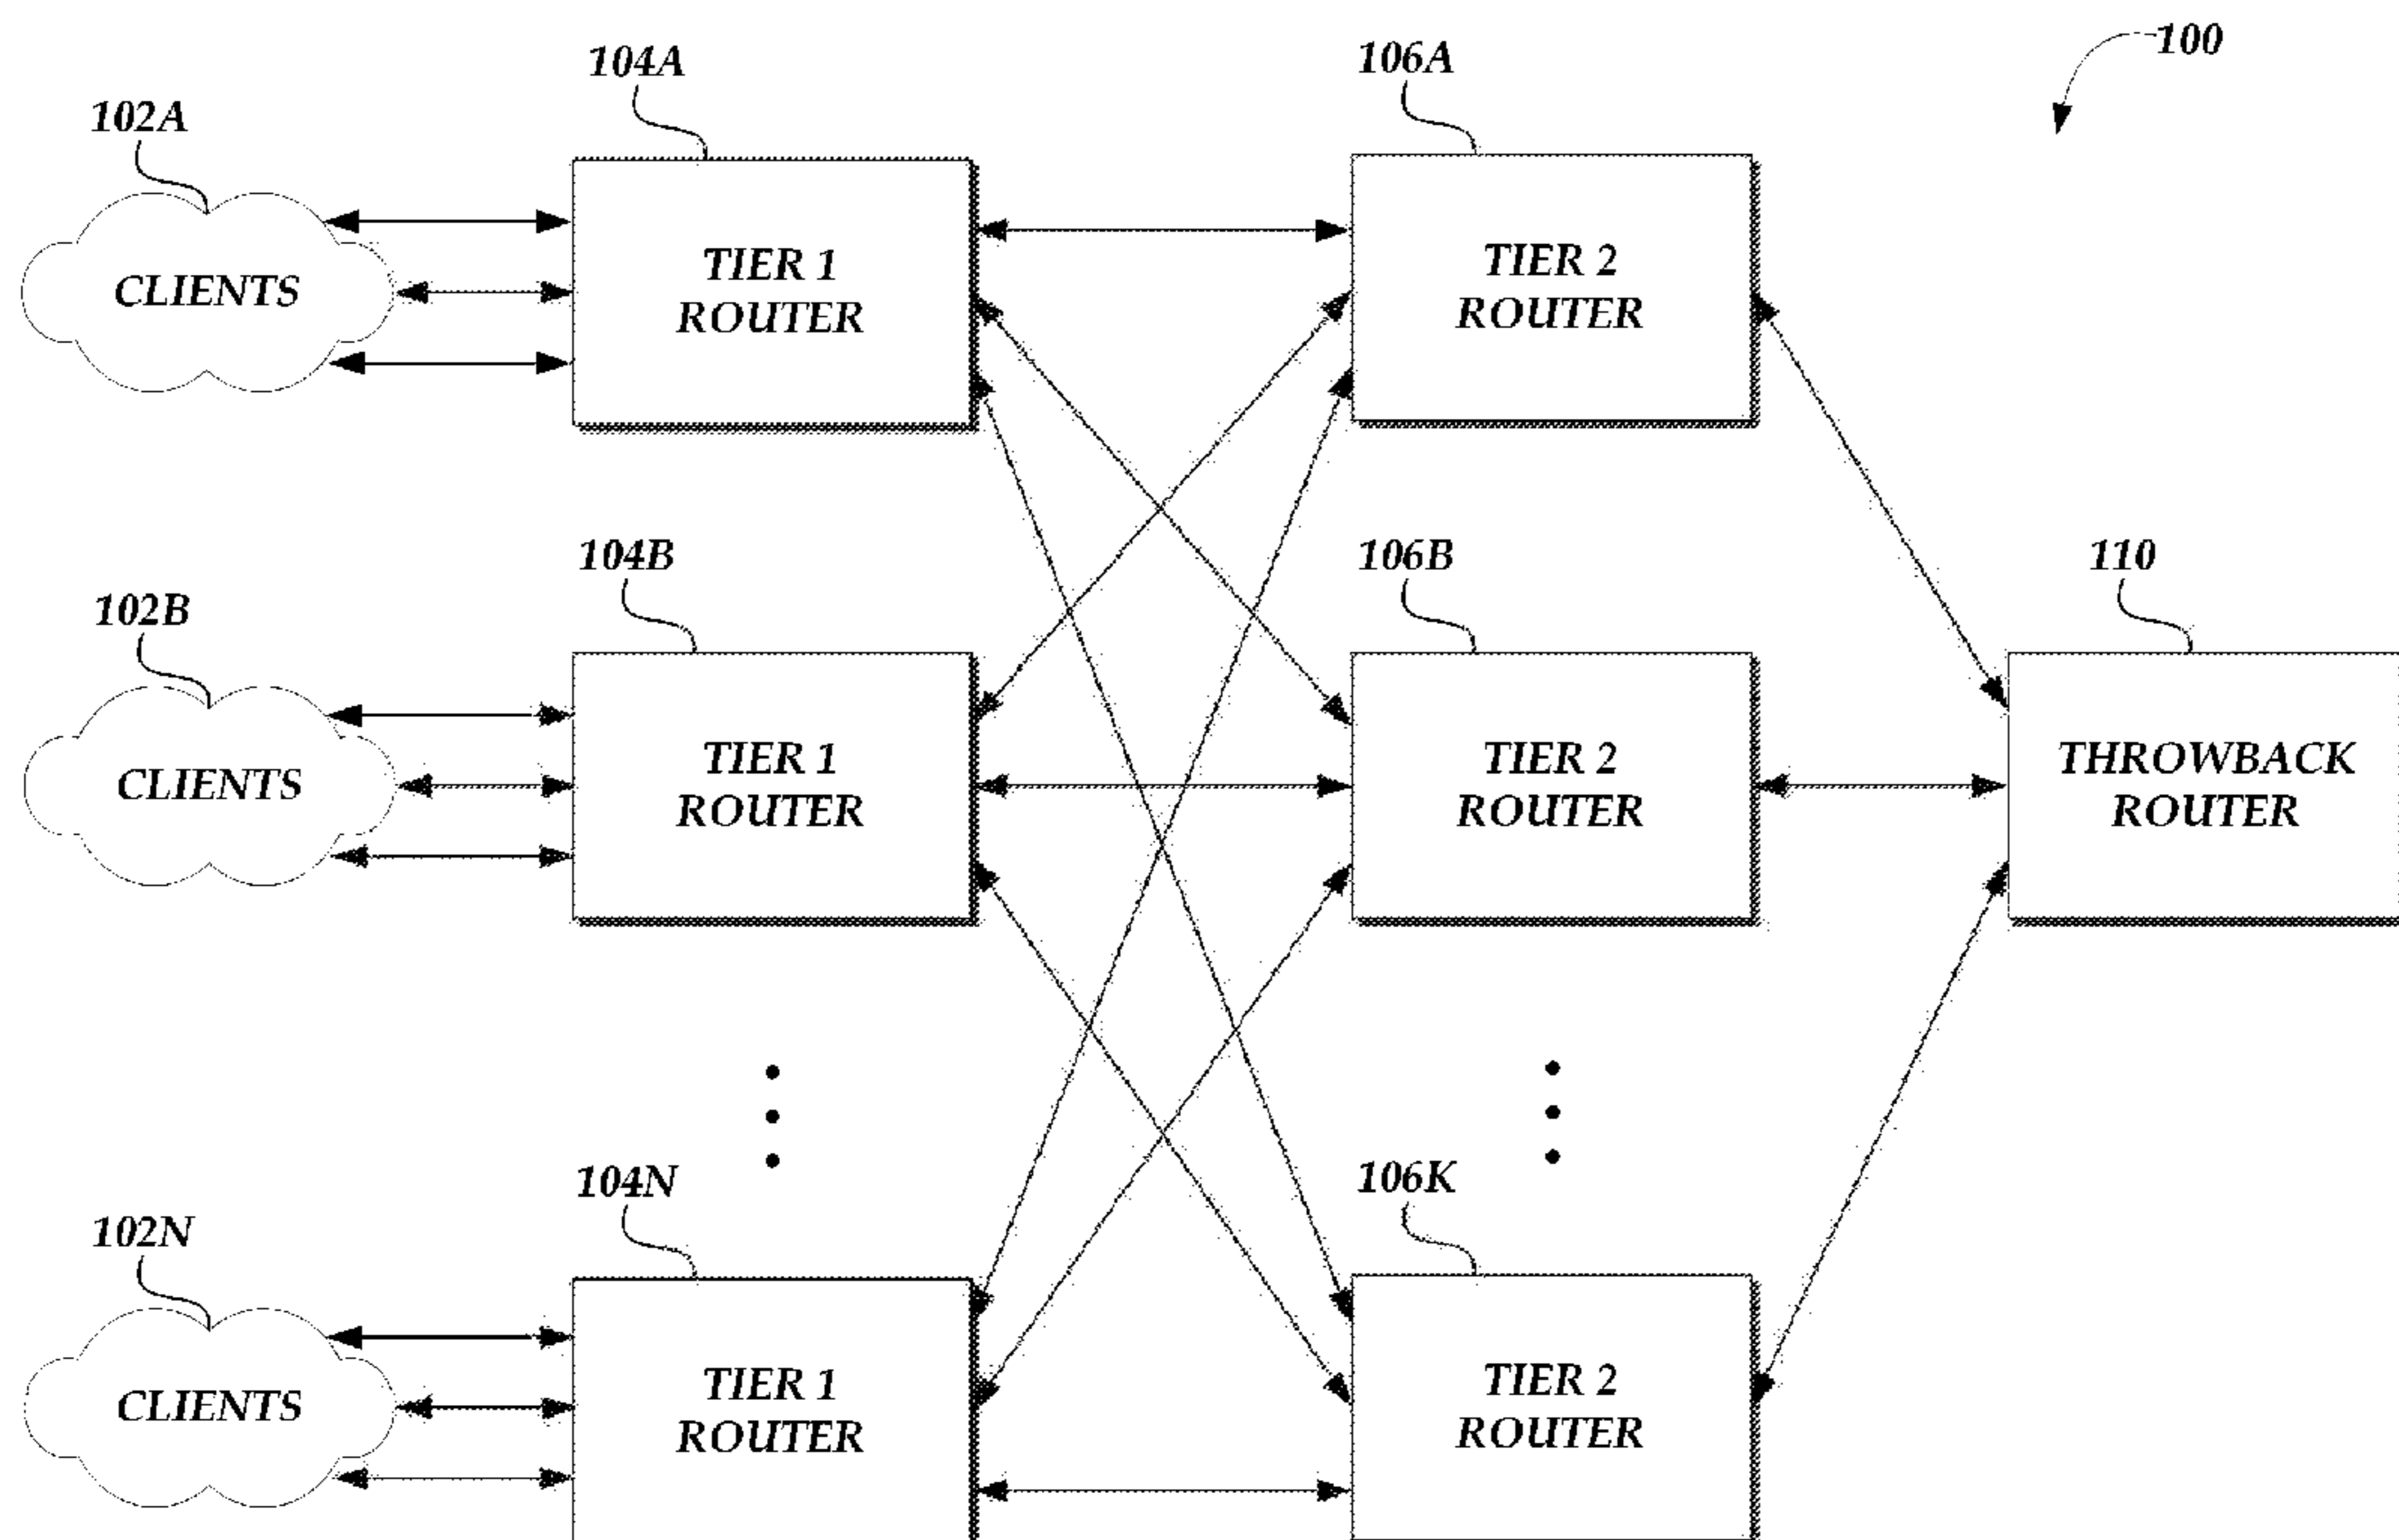 100
104A
106A
102A
CLIENTS
TIER 1
ROUTER
TIER 2
ROUTER
104B
106B
110
102B
CLIENTS
TIER 1
ROUTER
TIER 2
ROUTER
THROWBACK
ROUTER
104N
106K
102N
CLIENTS
TIER 1
ROUTER
TIER 2
ROUTER